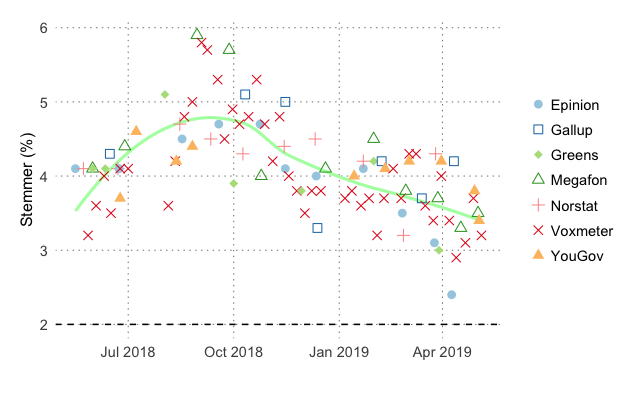 6
5
4
3
2
Stemmer (%)
Jul 2018
Oct 2018
Jan 2019
Apr 2019
Epinion
Gallup
Greens
Megafon
Norstat
Voxmeter
YouGov